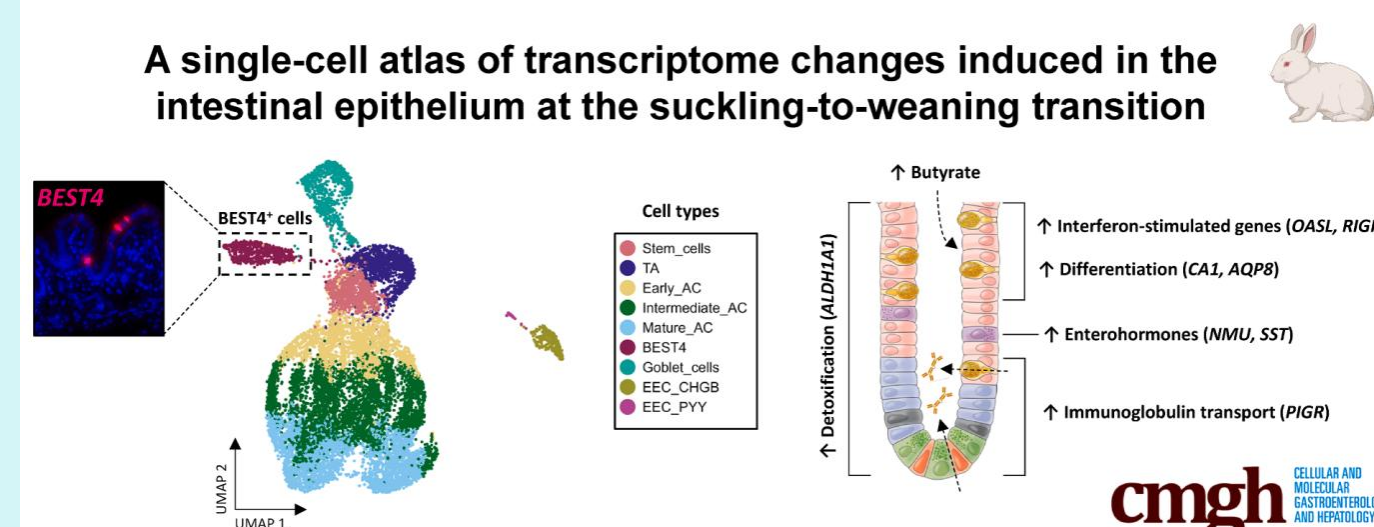 A single-cell atlas of transcriptome changes induced in the
intestinal epithelium at the suckling-to-weaning transition
BEST4
BEST4⁺ cells
UMAP 2
UMAP 1
Cell types
Stem_cells
TA
Early_AC
Intermediate_AC
Mature_AC
BEST4
Goblet_cells
EEC_CHGB
EEC_PYY
↑ Detoxification (ALDH1A1)
↑ Butyrate
↑ Interferon-stimulated genes (OASL, RIGI
↑ Differentiation (CA1, AQP8)
↑ Enterohormones (NMU, SST)
↑ Immunoglobulin transport (PIGR)
cmgh
CELLULAR AND
MOLECULAR
GASTROENTEROLO
AND HEPATOLOGY